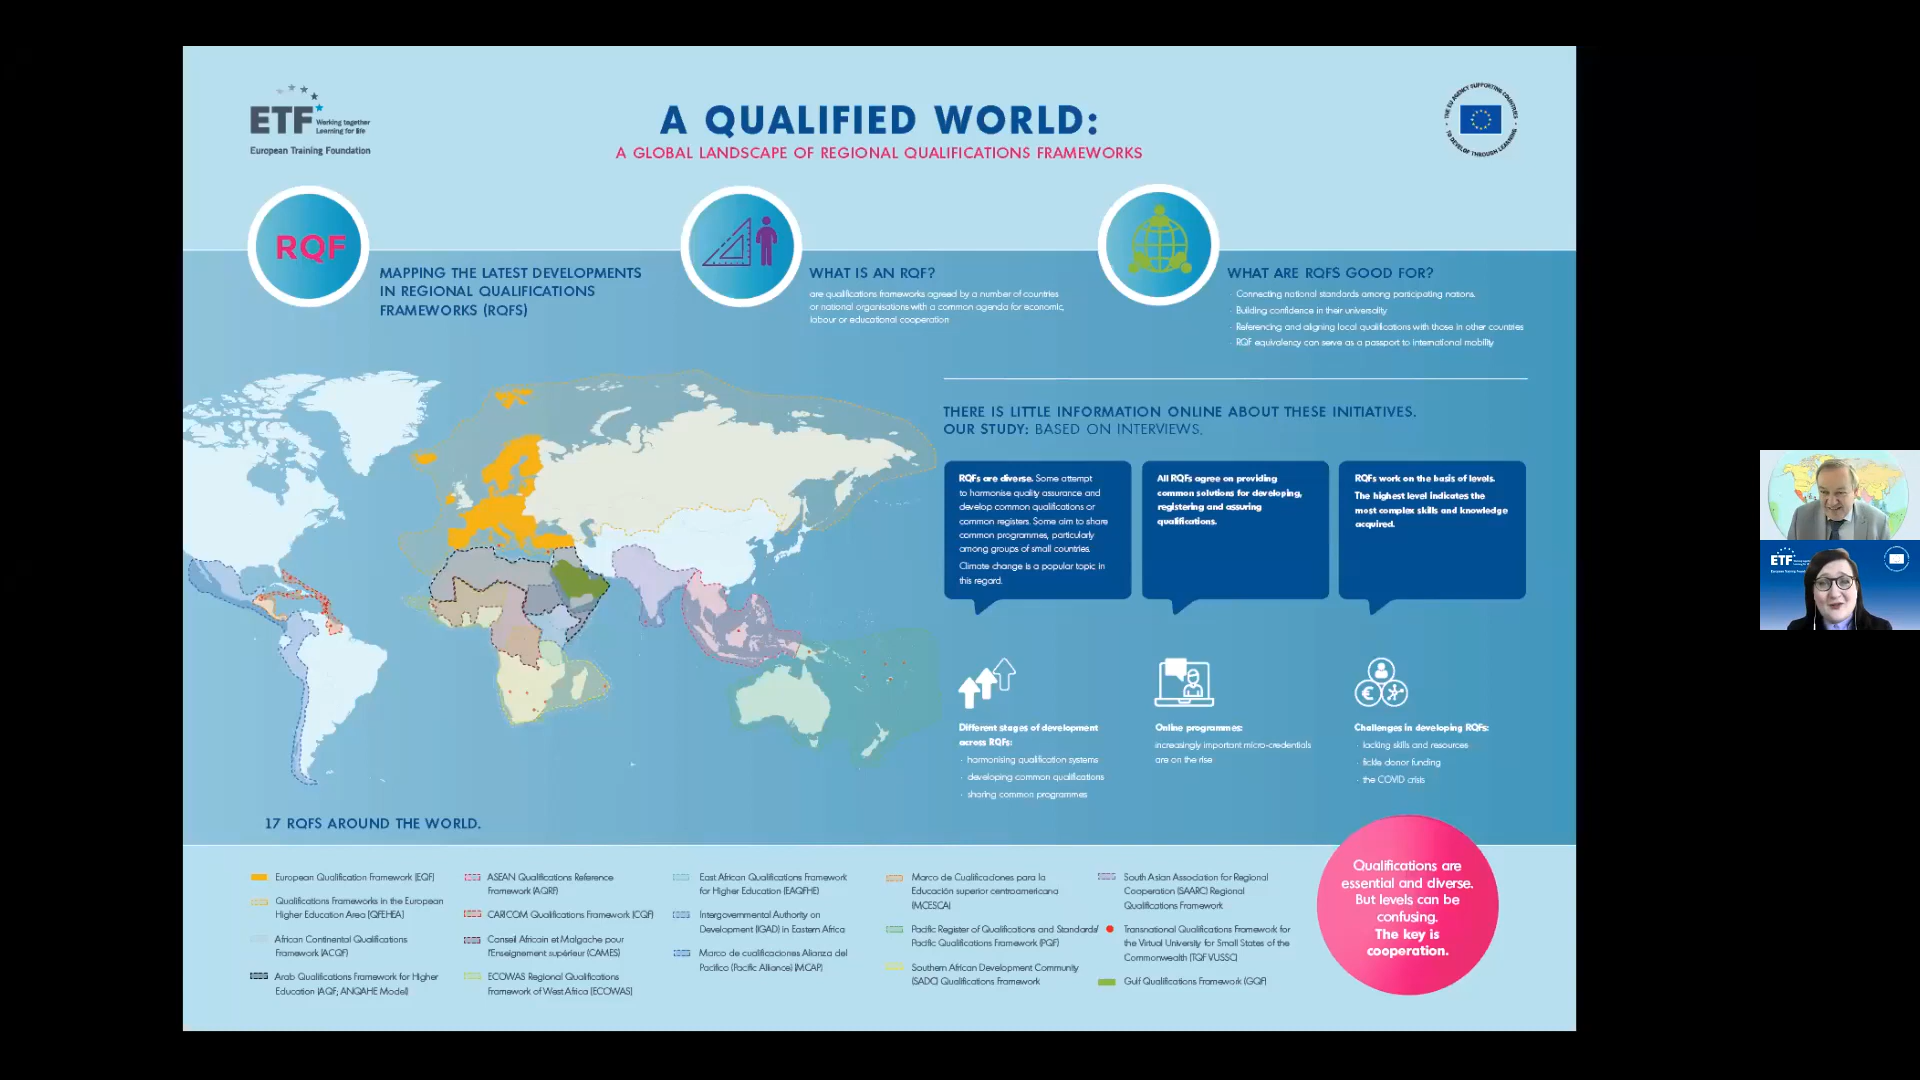 ETF Working together
Learning for life
European Training Foundation
A QUALIFIED WORLD:
A GLOBAL LANDSCAPE OF REGIONAL QUALIFICATIONS FRAMEWORKS
THE EU AGENCY SUPPORTING COUNTRIES
TO DEVELOP THROUGH LEARNING
RQF
MAPPING THE LATEST DEVELOPMENTS
IN REGIONAL QUALIFICATIONS
FRAMEWORKS (RQFS)
WHAT IS AN RQF?
are qualifications frameworks agreed by a number of countries
or national organisations with a common agenda for economic,
labour or educational cooperation
WHAT ARE RQFS GOOD FOR?
Connecting national standards among participating nations.
· Building confidence in their universality
· Referencing and aligning local qualifications with those in other countries
· RQF equivalency can serve as a passport to international mobility
THERE IS LITTLE INFORMATION ONLINE ABOUT THESE INITIATIVES.
OUR STUDY: BASED ON INTERVIEWS.
RQFs are diverse. Some attempt
to harmonise quality assurance and
develop common qualifications or
common registers. Some aim to share
common programmes, particularly
among groups of small countries.
Climate change is a popular topic in
this regard.
All RQFs agree on providing
common solutions for developing,
registering and assuring
qualifications.
RQFs work on the basis of levels.
The highest level indicates the
most complex skills and knowledge
acquired.
Different stages of development
across RQFs:
· harmonising qualification systems
· developing common qualifications
· sharing common programmes
Online programmes:
increasingly important micro-credentials
are on the rise
Challenges in developing RQFs:
· lacking skills and resources
· fickle donor funding
· the COVID crisis
17 RQFS AROUND THE WORLD.
European Qualification Framework (EQF)
Qualifications Frameworks in the European
Higher Education Area (QFEHEA)
African Continental Qualifications
Framework (ACQF)
Arab Qualifications Framework for Higher
Education (AQF; ANQAHE Model)
ASEAN Qualifications Reference
Framework (AQRF)
CARICOM Qualifications Framework (CQF)
Conseil Africain et Malgache pour
l'Enseignement supérieur (CAMES)
ECOWAS Regional Qualifications
Framework of West Africa (ECOWAS)
East African Qualifications Framework
for Higher Education (EAQFHE)
Intergovernmental Authority on
Development (IGAD) in Eastern Africa
Marco de cualificaciones Alianza del
Pacífico (Pacific Alliance) (MCAP)
Marco de Cualificaciones para la
Educación superior centroamericana
(MCESCA)
Pacific Register of Qualifications and Standards/
Pacific Qualifications Framework (PQF)
Southern African Development Community
(SADC) Qualifications Framework
South Asian Association for Regional
Cooperation (SAARC) Regional
Qualifications Framework
Transnational Qualifications Framework for
the Virtual University for Small States of the
Commonwealth (TQF VUSSC)
Gulf Qualifications Framework (GQF)
Qualifications are
essential and diverse.
But levels can be
confusing.
The key is
cooperation.
ETF